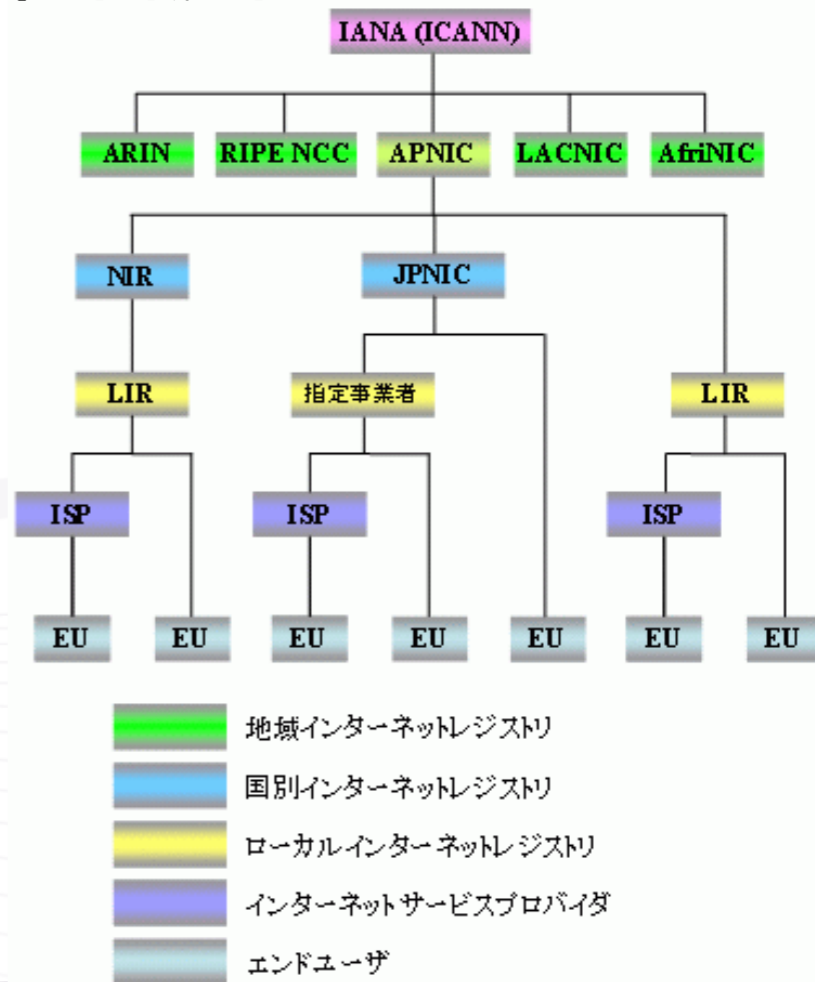 IANA (ICANN)
ARIN RIPE NCC APNIC LACNIC AfriNIC
NIR JPNIC
LIR 指定事業者 LIR
ISP ISP ISP
EU EU EU EU EU EU EU
地域インターネットレジストリ
国別インターネットレジストリ
ローカルインターネットレジストリ
インターネットサービスプロバイダ
エンドユーザ